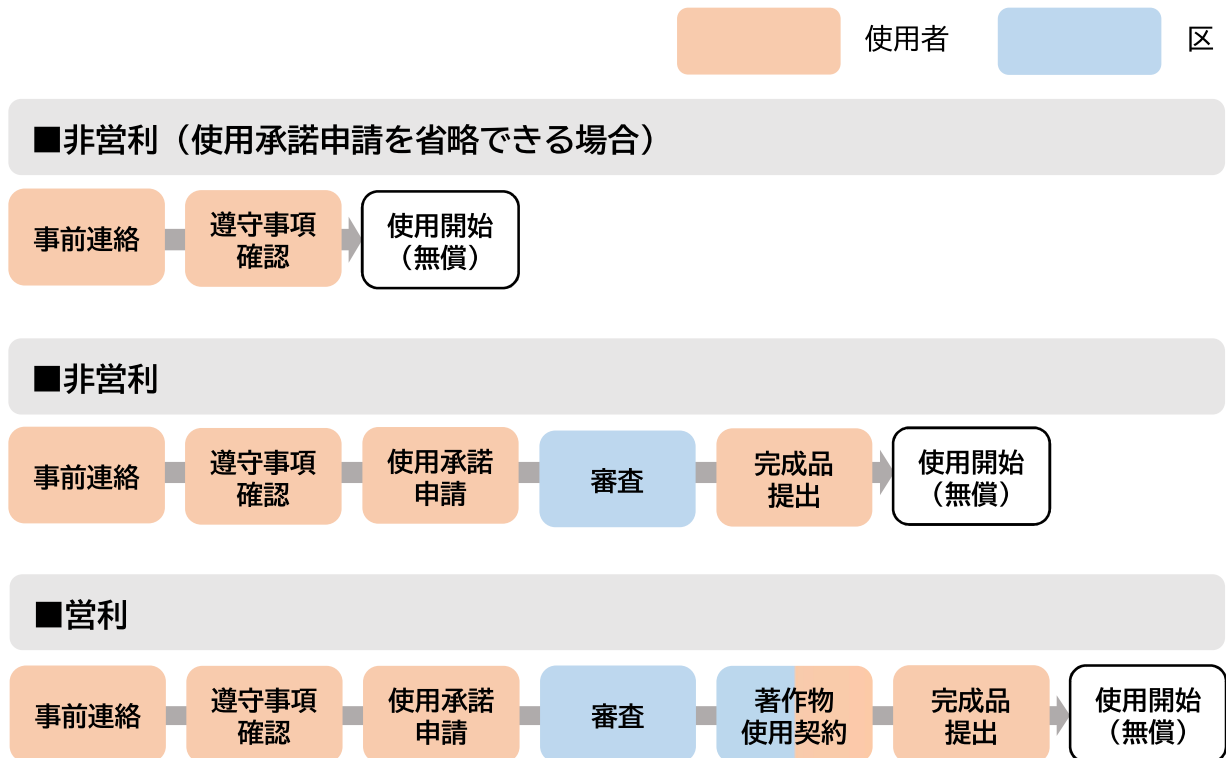 使用者
区
■非営利（使用承諾申請を省略できる場合）
事前連絡
遵守事項
確認
使用開始
（無償）
■非営利
事前連絡
遵守事項
確認
使用承諾
申請
審査
完成品
提出
使用開始
（無償）
■営利
事前連絡
遵守事項
確認
使用承諾
申請
審査
著作物
使用契約
完成品
提出
使用開始
（無償）